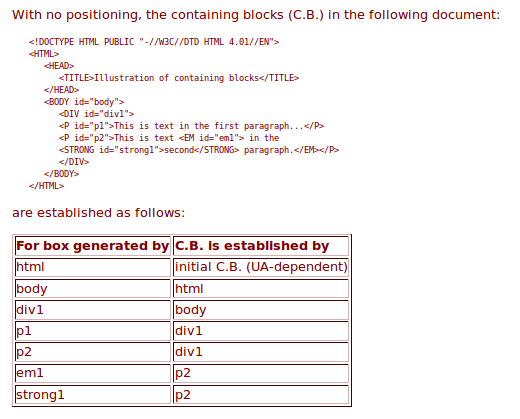 With no positioning, the containing blocks (C.B.) in the following document:
<!DOCTYPE HTML PUBLIC "-//W3C//DTD HTML 4.01//EN">
<HTML>
<HEAD>
<TITLE>Illustration of containing blocks</TITLE>
</HEAD>
<BODY id="body">
<DIV id="div1">
<P id="p1">This is text in the first paragraph...</P>
<P id="p2">This is text <EM id="em1"> in the
<STRONG id="strong1">second</STRONG> paragraph.</EM></P>
</DIV>
</BODY>
</HTML>
are established as follows:
For box generated by C.B. is established by
html initial C.B. (UA-dependent)
body html
div1 body
p1 div1
p2 div1
em1 p2
strong1 p2